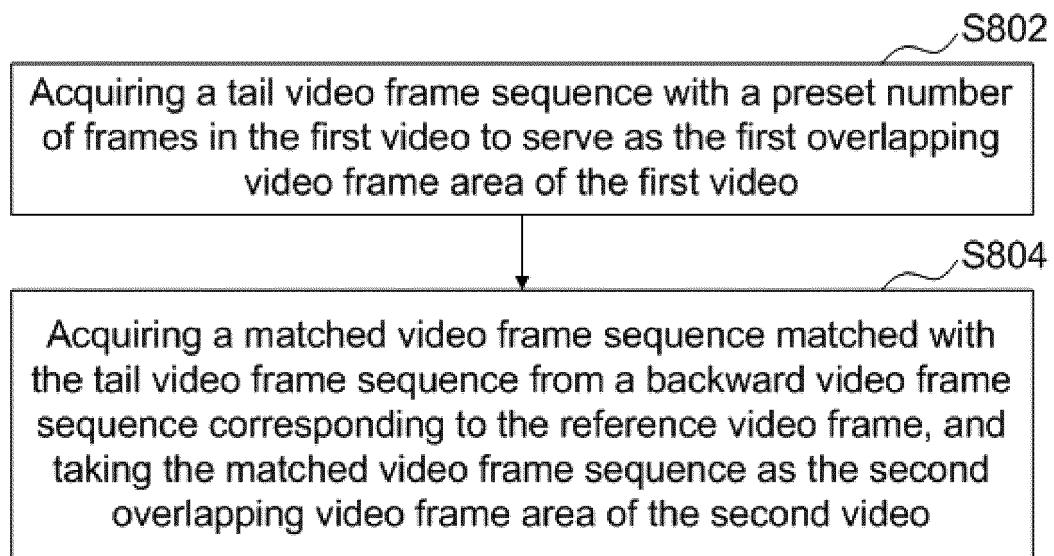 S802
Acquiring a tail video frame sequence with a preset number
of frames in the first video to serve as the first overlapping
video frame area of the first video
S804
Acquiring a matched video frame sequence matched with
the tail video frame sequence from a backward video frame
sequence corresponding to the reference video frame, and
taking the matched video frame sequence as the second
overlapping video frame area of the second video